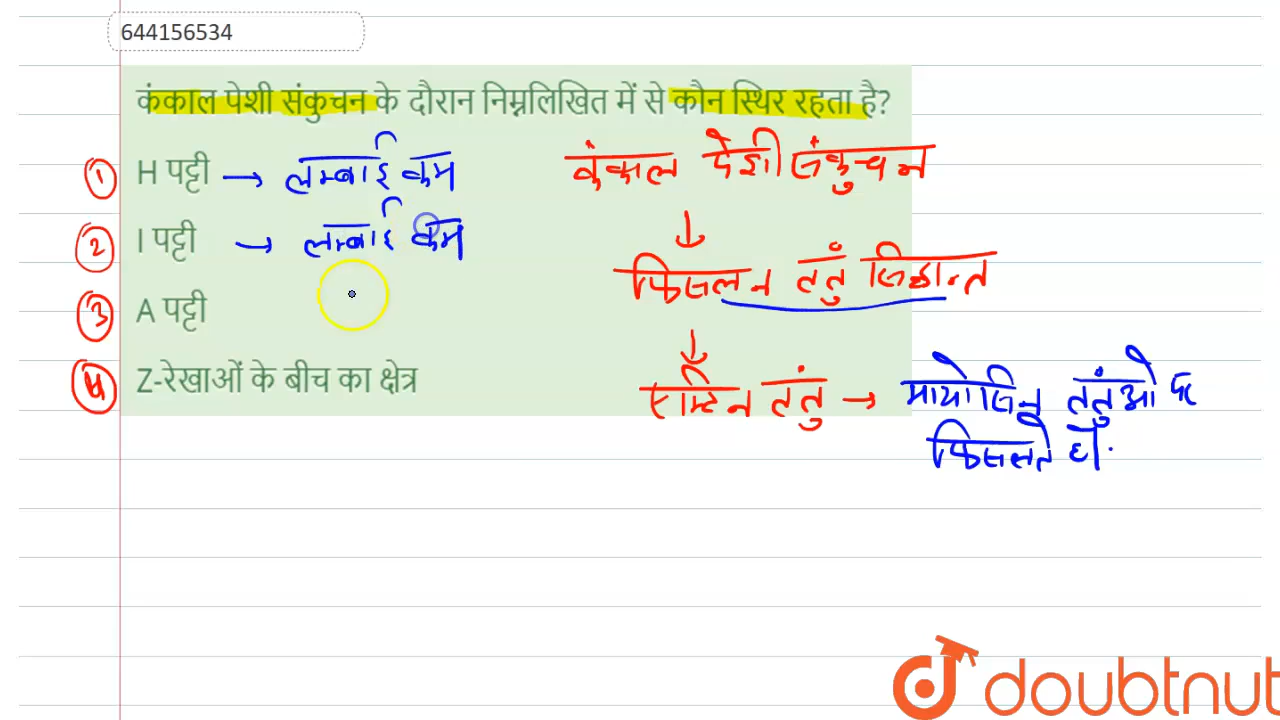 644156534
कंकाल पेशी संकुचन के दौरान निम्नलिखित में से कौन स्थिर रहता है?
1 H पट्टी → लम्बाई कम
2 I पट्टी → लम्बाई कम
3 A पट्टी
4 Z-रेखाओं के बीच का क्षेत्र
कंकाल पेशी संकुचन
↓
फिसलन तंतु सिद्धान्त
↓
एक्टिन तंतु → मायोसिन तंतुओ पर
फिसलते है।
doubtnut